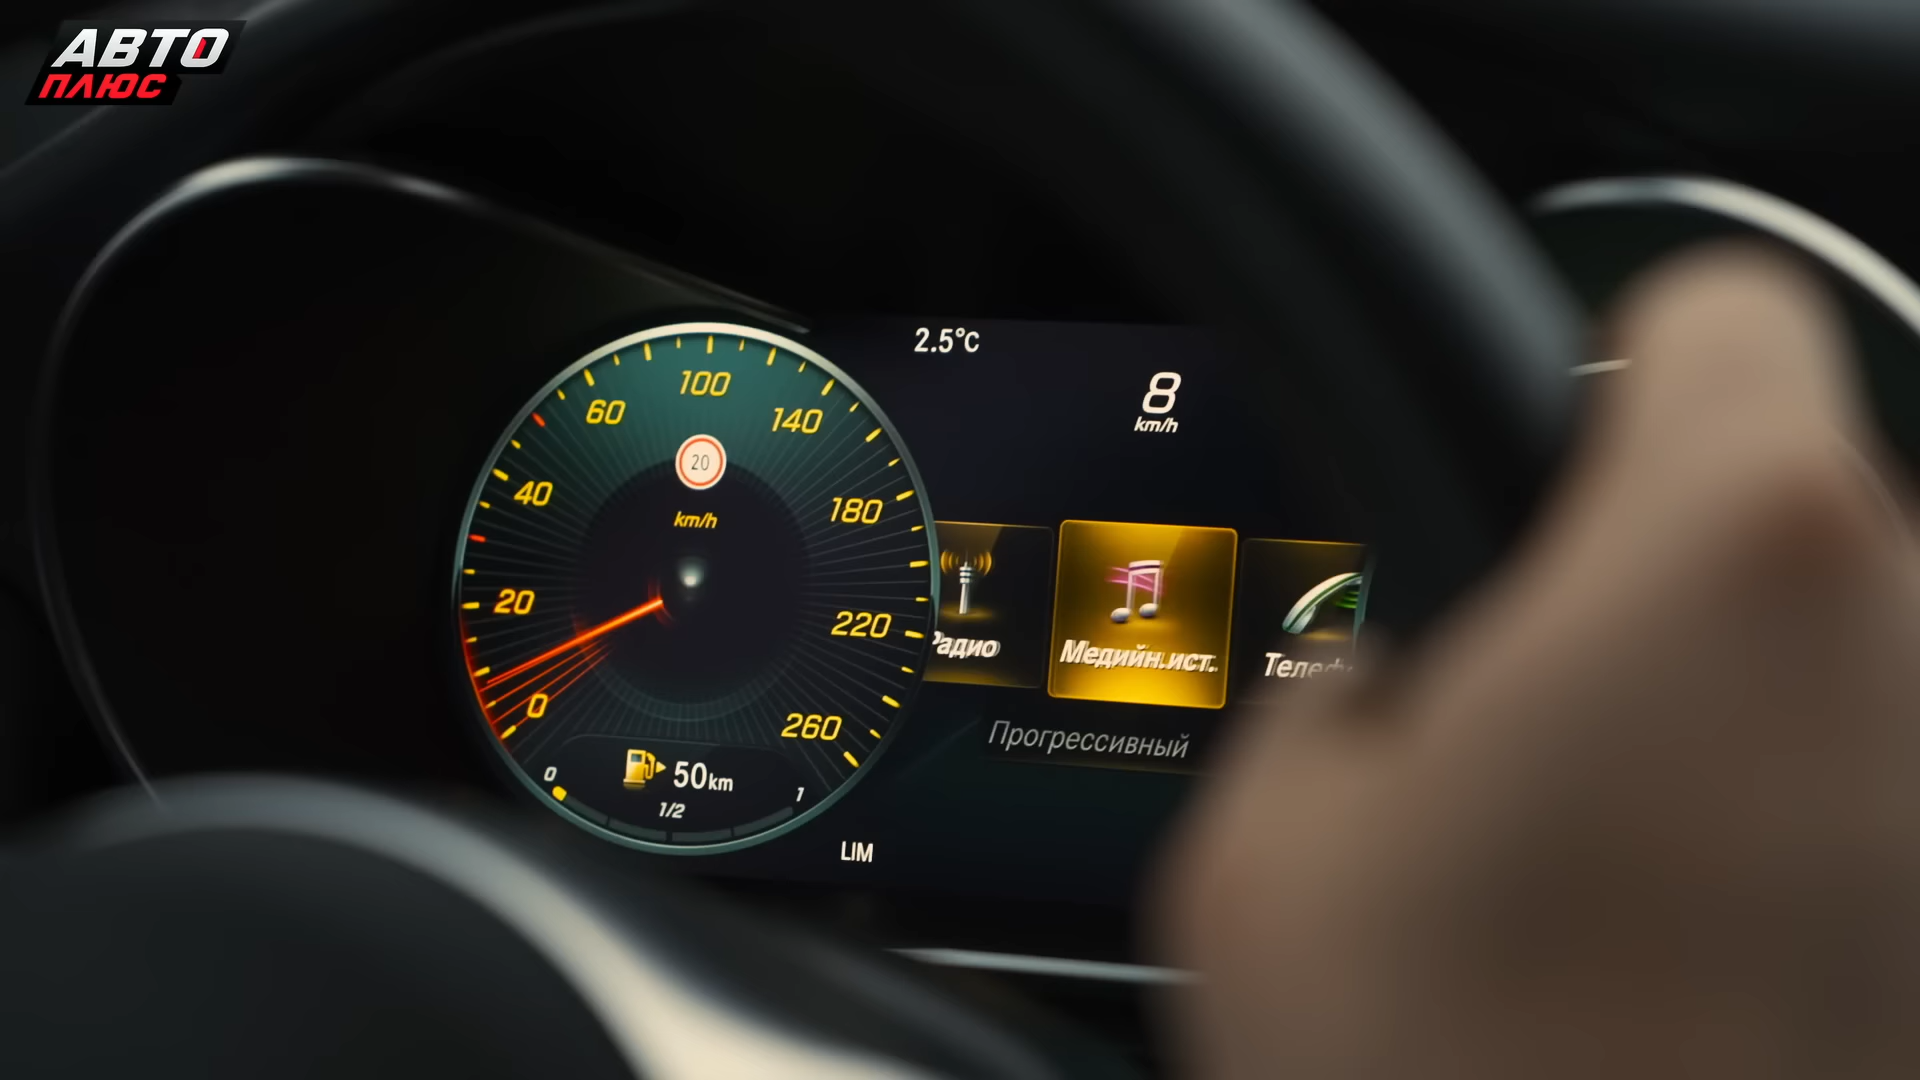 АВТО
ПЛЮС
2.5°C
8
km/h
100
60
140
20
40
180
km/h
20
220
0
260
Радио
Медийн.ист.
Прогрессивный
50km
0
1
1/2
LIM